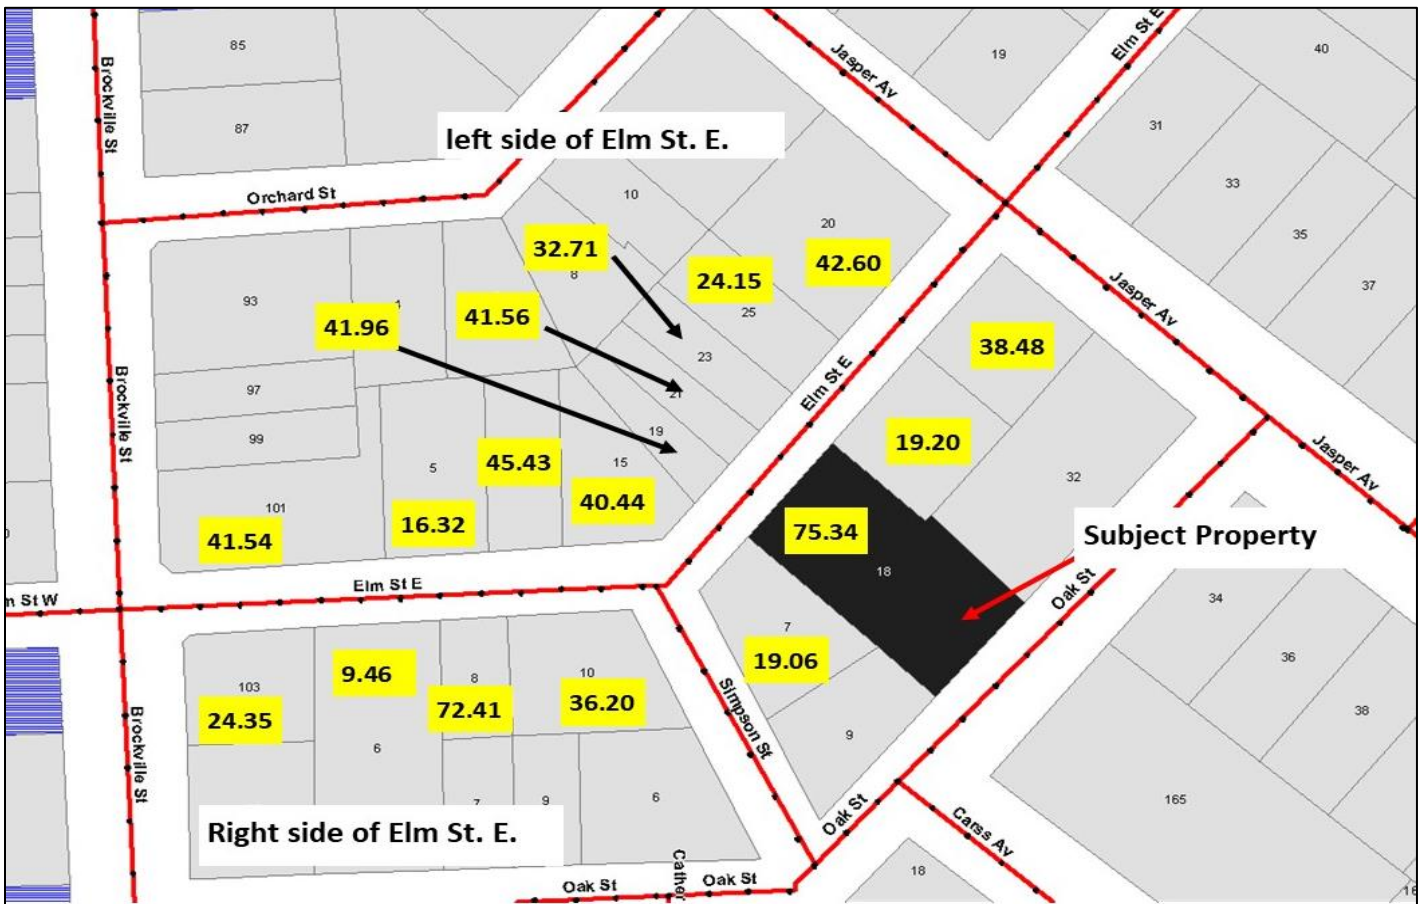 85
19
Jasper Av
Elm St E
40
Brockville St
87
left side of Elm St. E.
31
Orchard St
10
33
20
32.71
42.60
35
24.15
8
93
1
41.96
41.56
25
Jasper Av
37
38.48
23
Elm St E
97
21
Brockville St
99
19
19.20
15
45.43
5
40.44
32
Jasper Av
101
16.32
41.54
75.34
Subject Property
18
Elm St E
Oak St
n St W
34
7
19.06
36
9.46
8
10
103
24.35
72.41
36.20
38
Brockville St
Simpson St
6
9
7
9
6
165
Right side of Elm St. E.
Oak St
Carss Av
Cather
18
Oak St
Oak St
16